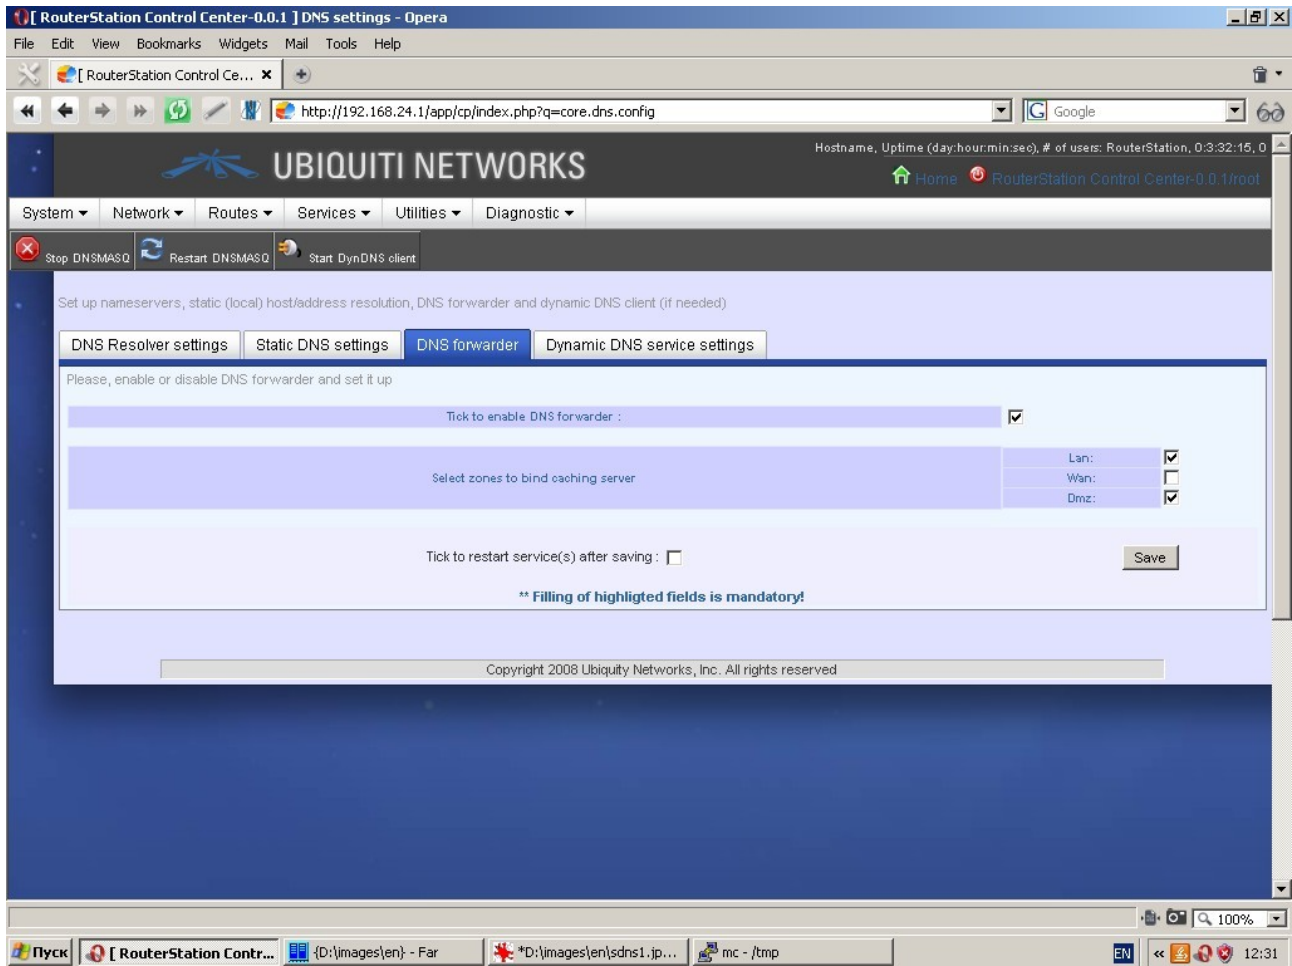 [ RouterStation Control Center-0.0.1 ] DNS settings - Opera
File Edit View Bookmarks Widgets Mail Tools Help
[ RouterStation Control Ce...
http://192.168.24.1/app/cp/index.php?q=core.dns.config
G Google
UBIQUITI NETWORKS
Hostname, Uptime (day:hour:min:sec), # of users: RouterStation, 0:3:32:15, 0
Home RouterStation Control Center-0.0.1/root
System Network Routes Services Utilities Diagnostic
Stop DNSMASQ Restart DNSMASQ Start DynDNS client
Set up nameservers, static (local) host/address resolution, DNS forwarder and dynamic DNS client (if needed)
DNS Resolver settings Static DNS settings DNS forwarder Dynamic DNS service settings
Please, enable or disable DNS forwarder and set it up
Tick to enable DNS forwarder :
Select zones to bind caching server
Lan:
Wan:
Dmz:
Tick to restart service(s) after saving : Save
** Filling of highligted fields is mandatory!
Copyright 2008 Ubiquity Networks, Inc. All rights reserved
100%
Пуск [ RouterStation Contr... {D:\images\en} - Far *D:\images\en\sdns1.jp... mc - /tmp EN « 12:31